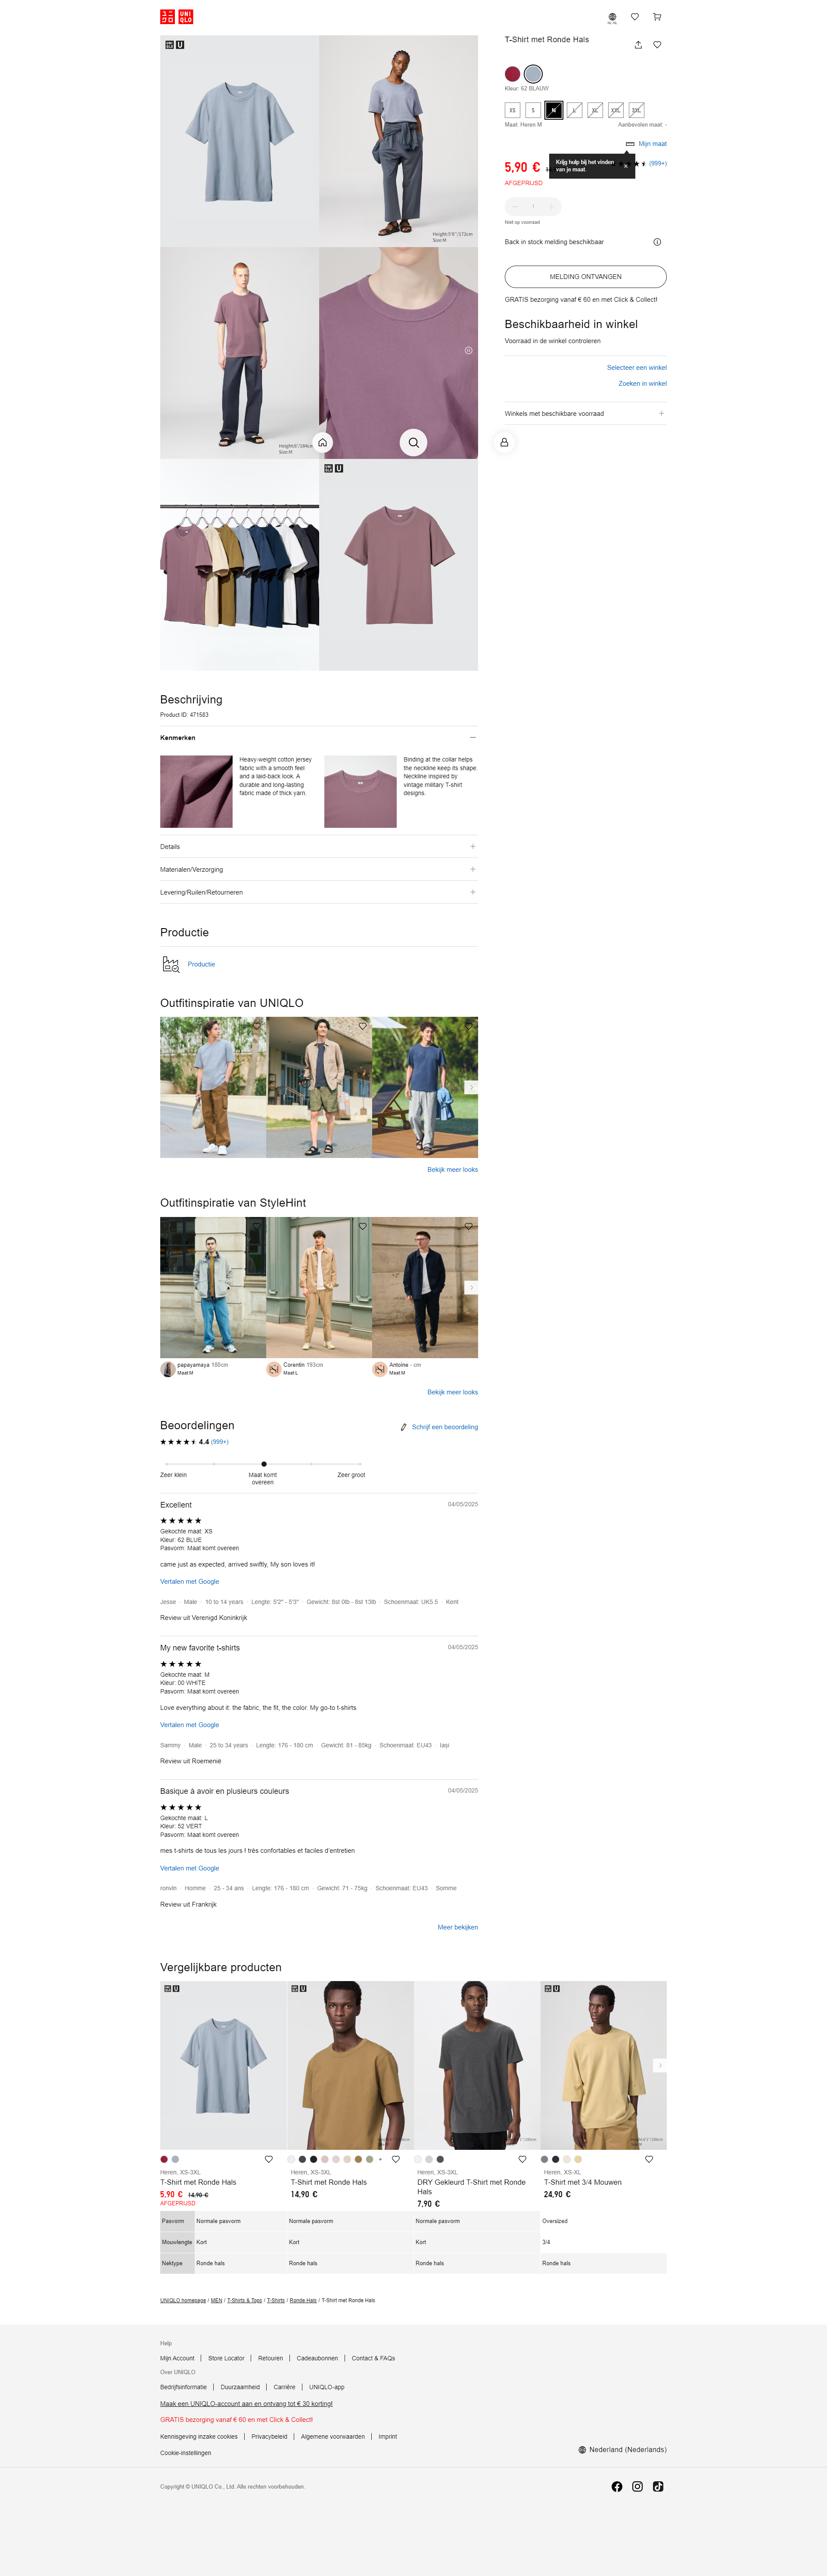 UNI QLO
NL-NL
T-Shirt met Ronde Hals
Kleur: 62 BLAUW
XS S M L XL XXL 3XL
Maat: Heren M
Aanbevolen maat: -
Mijn maat
Krijg hulp bij het vinden
van je maat.
5,90 €
(999+)
AFGEPRIJSD
1
Niet op voorraad
Back in stock melding beschikbaar
MELDING ONTVANGEN
GRATIS bezorging vanaf € 60 en met Click & Collect!
Beschikbaarheid in winkel
Voorraad in de winkel controleren
Selecteer een winkel
Zoeken in winkel
Winkels met beschikbare voorraad
Height:5'8"/172cm
Size:M
Height:6'/184cm
Size:M
Beschrijving
Product ID: 471583
Kenmerken
Heavy-weight cotton jersey
fabric with a smooth feel
and a laid-back look. A
durable and long-lasting
fabric made of thick yarn.
Binding at the collar helps
the neckline keep its shape.
Neckline inspired by
vintage military T-shirt
designs.
Details
Materialen/Verzorging
Levering/Ruilen/Retourneren
Productie
Productie
Outfitinspiratie van UNIQLO
Bekijk meer looks
Outfitinspiratie van StyleHint
papayamaya 180cm
Maat M
Corentin 193cm
Maat L
Antoine - cm
Maat M
Bekijk meer looks
Beoordelingen
Schrijf een beoordeling
4.4 (999+)
Zeer klein
Maat komt
overeen
Zeer groot
Excellent
04/05/2025
Gekochte maat: XS
Kleur: 62 BLUE
Pasvorm: Maat komt overeen
came just as expected, arrived swiftly, My son loves it!
Vertalen met Google
Jesse · Male · 10 to 14 years · Lengte: 5'2" - 5'3" · Gewicht: 8st 0lb - 8st 13lb · Schoenmaat: UK5.5 · Kent
Review uit Verenigd Koninkrijk
My new favorite t-shirts
04/05/2025
Gekochte maat: M
Kleur: 00 WHITE
Pasvorm: Maat komt overeen
Love everything about it: the fabric, the fit, the color. My go-to t-shirts
Vertalen met Google
Sammy · Male · 25 to 34 years · Lengte: 176 - 180 cm · Gewicht: 81 - 85kg · Schoenmaat: EU43 · Iași
Review uit Roemenië
Basique à avoir en plusieurs couleurs
04/05/2025
Gekochte maat: L
Kleur: 52 VERT
Pasvorm: Maat komt overeen
mes t-shirts de tous les jours ! très confortables et faciles d'entretien
Vertalen met Google
ronvin · Homme · 25 - 34 ans · Lengte: 176 - 180 cm · Gewicht: 71 - 75kg · Schoenmaat: EU43 · Somme
Review uit Frankrijk
Meer bekijken
Vergelijkbare producten
Heren, XS-3XL
T-Shirt met Ronde Hals
5,90 € 14,90 €
AFGEPRIJSD
Heren, XS-3XL
T-Shirt met Ronde Hals
14,90 €
Heren, XS-3XL
DRY Gekleurd T-Shirt met Ronde
Hals
7,90 €
Heren, XS-XL
T-Shirt met 3/4 Mouwen
24,90 €
Pasvorm Normale pasvorm Normale pasvorm Normale pasvorm Oversized
Mouwlengte Kort Kort Kort 3/4
Nektype Ronde hals Ronde hals Ronde hals Ronde hals
UNIQLO homepage / MEN / T-Shirts & Tops / T-Shirts / Ronde Hals / T-Shirt met Ronde Hals
Help
Mijn Account | Store Locator | Retouren | Cadeaubonnen | Contact & FAQs
Over UNIQLO
Bedrijfsinformatie | Duurzaamheid | Carrière | UNIQLO-app
Maak een UNIQLO-account aan en ontvang tot € 30 korting!
GRATIS bezorging vanaf € 60 en met Click & Collect!
Kennisgeving inzake cookies | Privacybeleid | Algemene voorwaarden | Imprint
Cookie-instellingen
Nederland (Nederlands)
Copyright © UNIQLO Co., Ltd. Alle rechten voorbehouden.